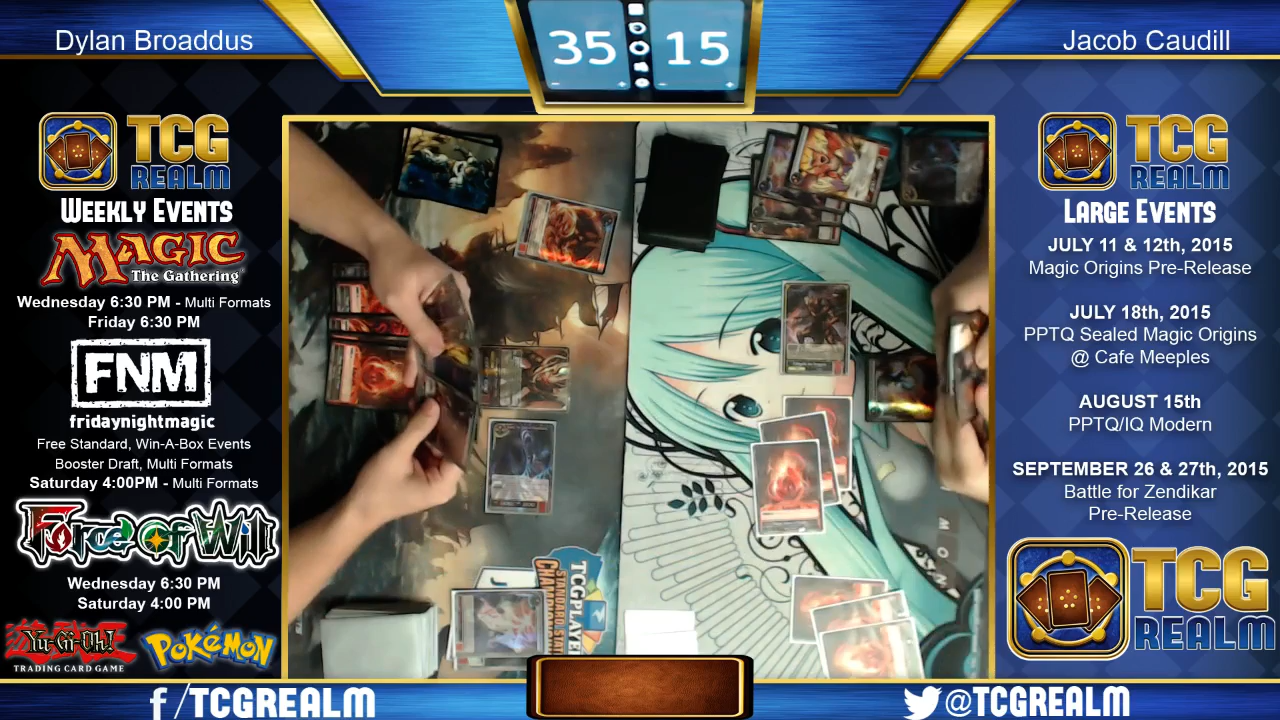 Dylan Broaddus
35
15
Jacob Caudill
TCG
REALM
WEEKLY EVENTS
MAGIC
The Gathering
Wednesday 6:30 PM - Multi Formats
Friday 6:30 PM
FNM
fridaynightmagic
Free Standard, Win-A-Box Events
Booster Draft, Multi Formats
Saturday 4:00PM - Multi Formats
Force of Will
Wednesday 6:30 PM
Saturday 4:00 PM
Yu-Gi-Oh!
TRADING CARD GAME
POKÉMON
TCG
REALM
LARGE EVENTS
JULY 11 & 12th, 2015
Magic Origins Pre-Release
JULY 18th, 2015
PPTQ Sealed Magic Origins
@ Cafe Meeples
AUGUST 15th
PPTQ/IQ Modern
SEPTEMBER 26 & 27th, 2015
Battle for Zendikar
Pre-Release
TCG
REALM
TCGPLAYER
f/TCGREALM
@TCGREALM